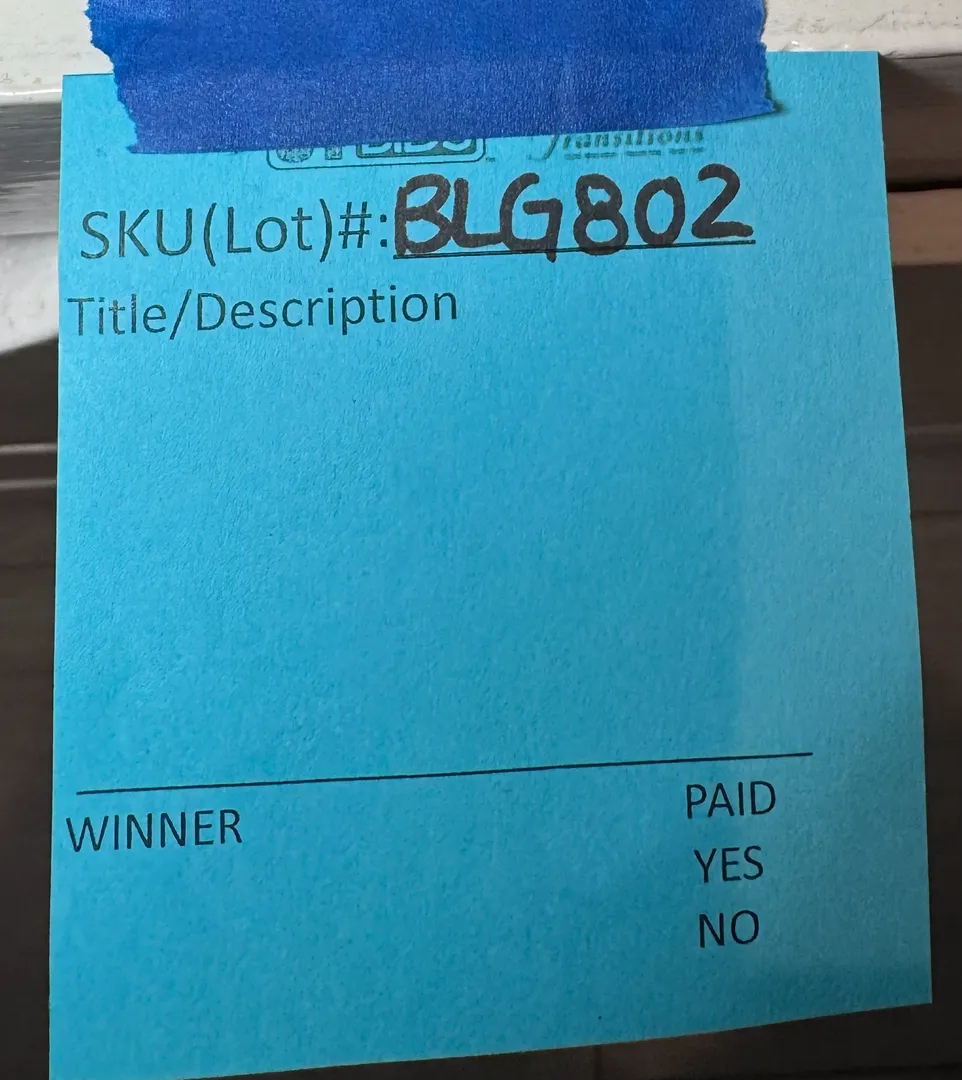 Transitions
SKU(Lot)#:BLG802
Title/Description
WINNER
PAID
YES
NO